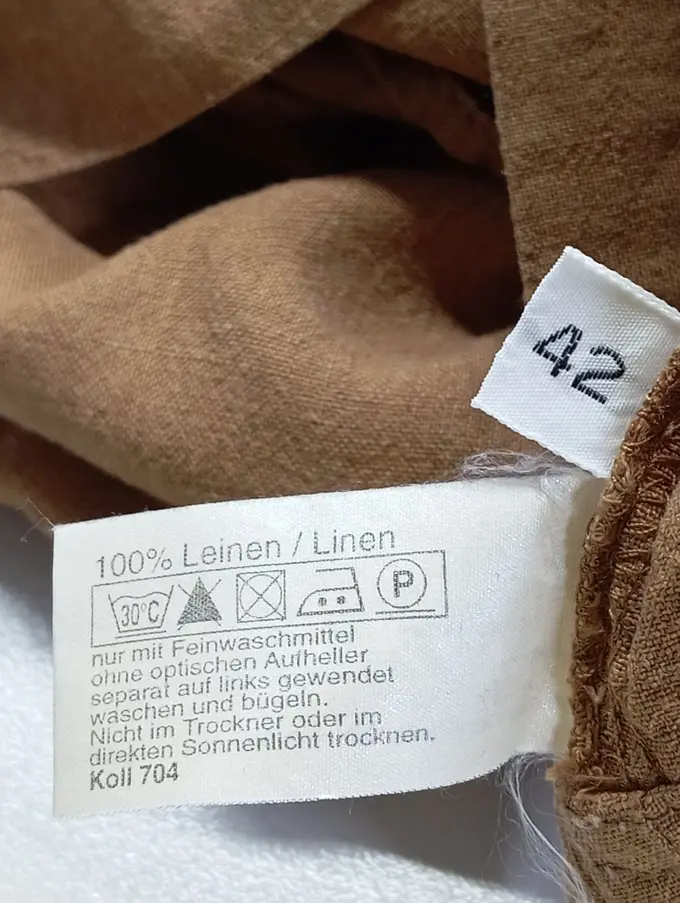 42
100% Leinen / Linen
30°C P
nur mit Feinwaschmittel
ohne optischen Aufheller
separat auf links gewendet
waschen und bügeln.
Nicht im Trockner oder im
direkten Sonnenlicht trocknen.
Koll 704